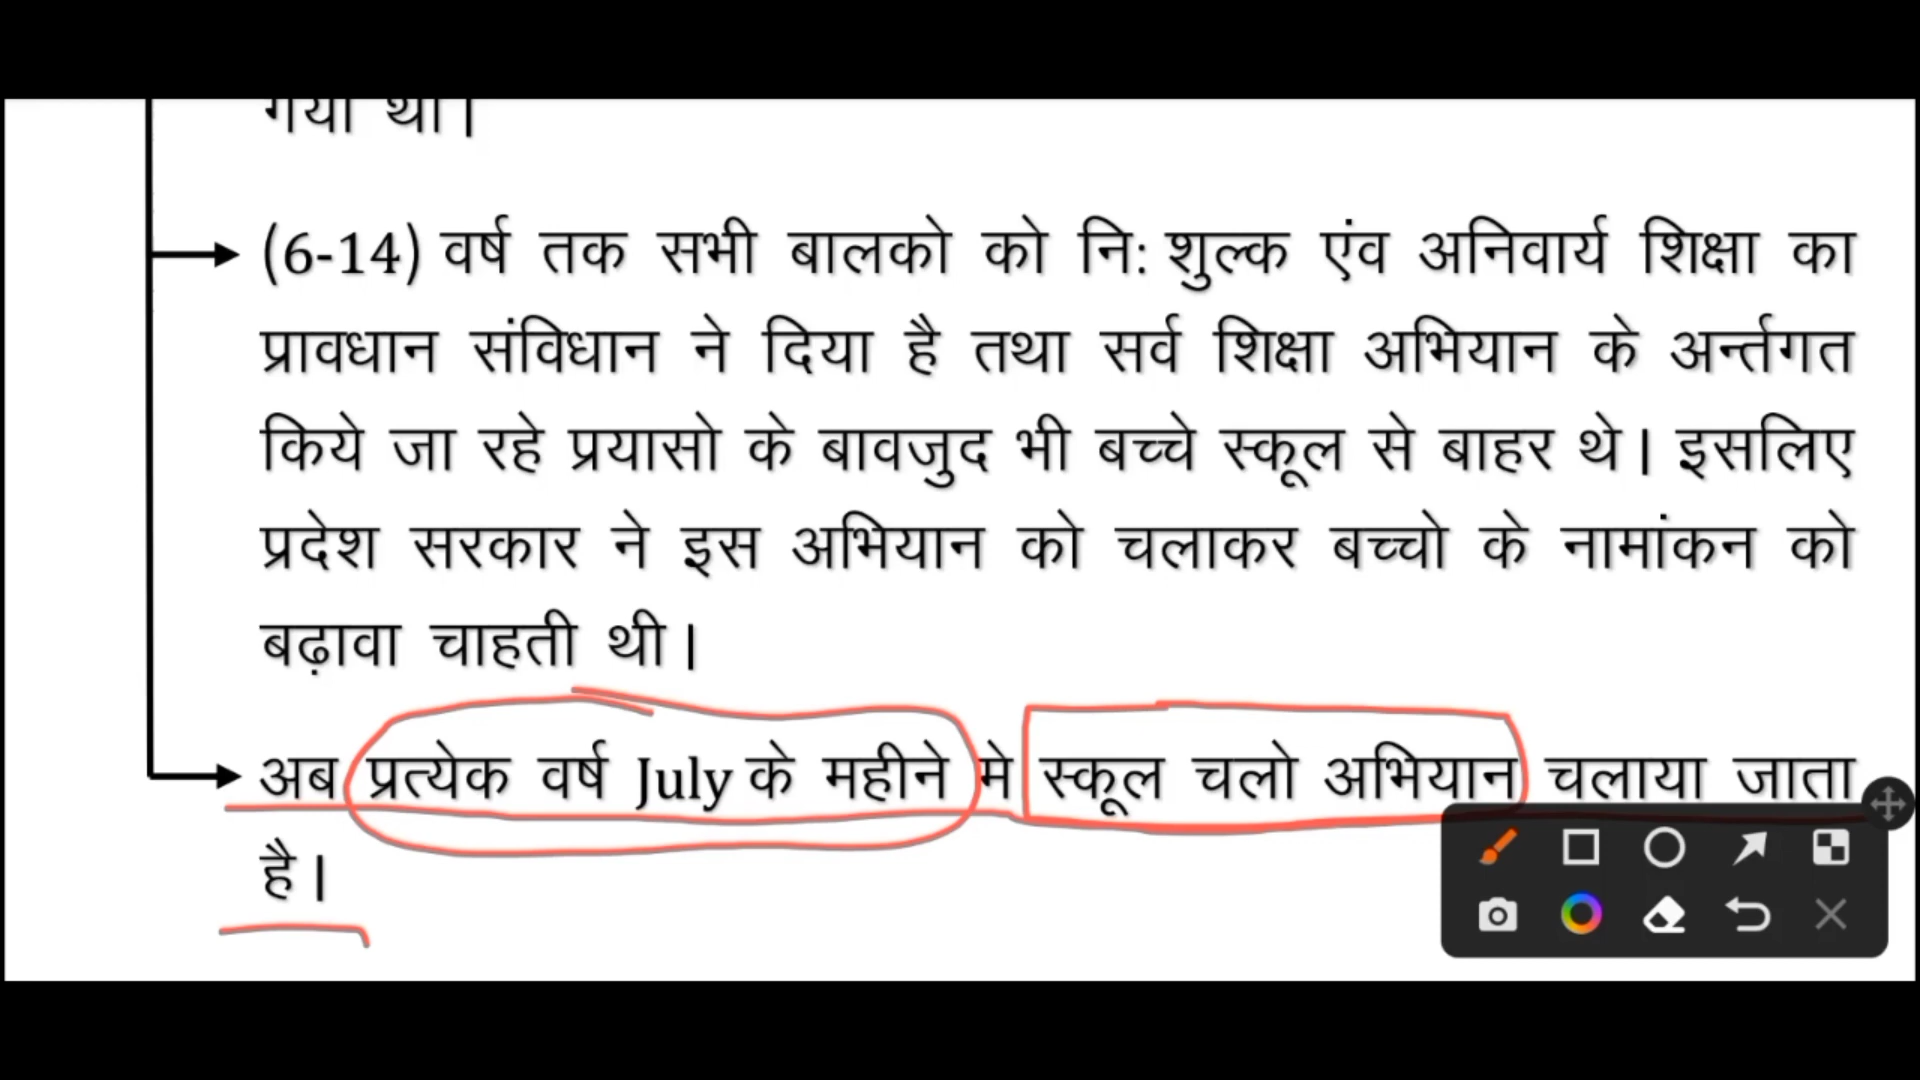 गया था।
(6-14) वर्ष तक सभी बालको को नि: शुल्क एंव अनिवार्य शिक्षा का
प्रावधान संविधान ने दिया है तथा सर्व शिक्षा अभियान के अर्न्तगत
किये जा रहे प्रयासो के बावजुद भी बच्चे स्कूल से बाहर थे। इसलिए
प्रदेश सरकार ने इस अभियान को चलाकर बच्चो के नामांकन को
बढ़ावा चाहती थी।
अब प्रत्येक वर्ष July के महीने मे स्कूल चलो अभियान चलाया जाता
है।